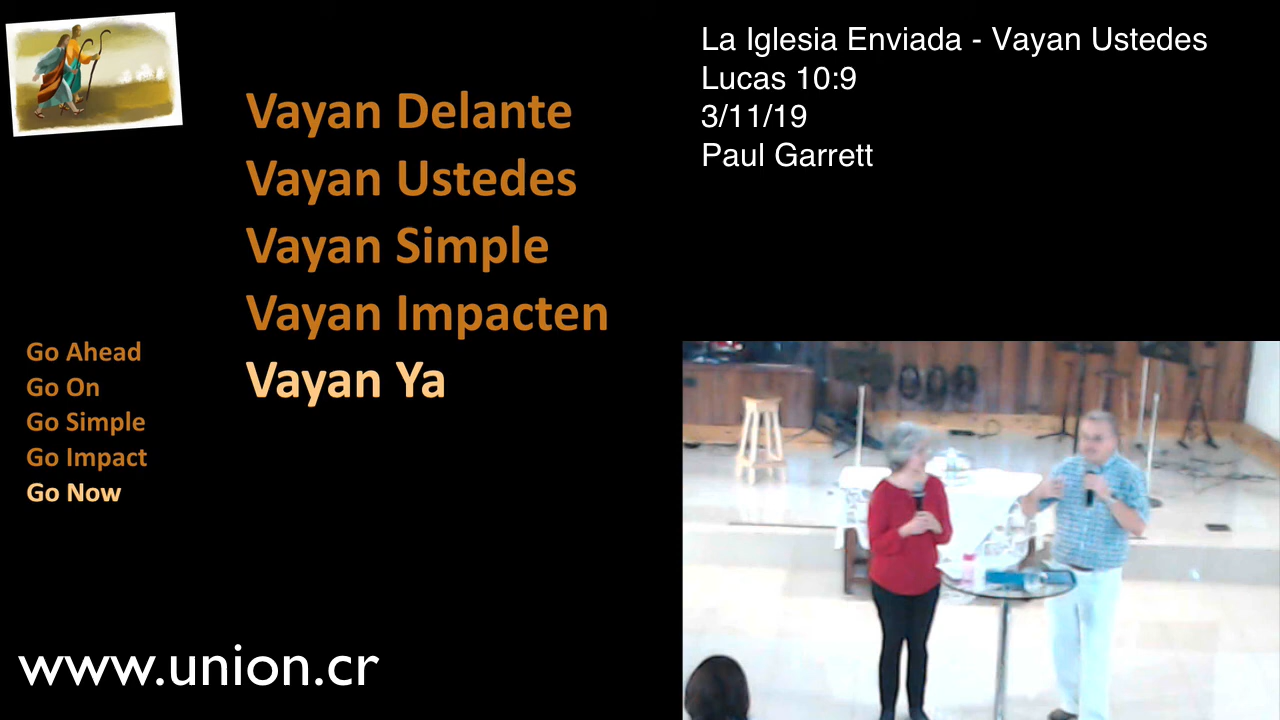 Vayan Delante
Vayan Ustedes
Vayan Simple
Vayan Impacten
Vayan Ya
Go Ahead
Go On
Go Simple
Go Impact
Go Now
www.union.cr
La Iglesia Enviada - Vayan Ustedes
Lucas 10:9
3/11/19
Paul Garrett